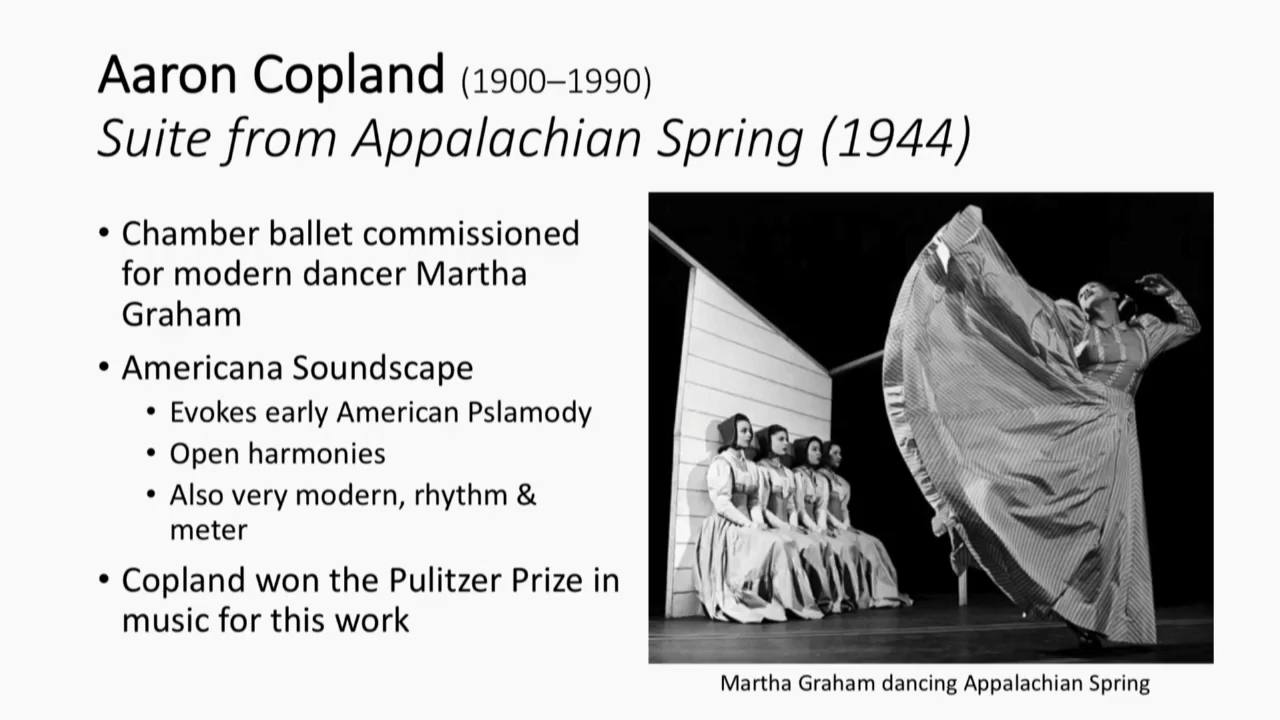 Aaron Copland (1900–1990)
Suite from Appalachian Spring (1944)
• Chamber ballet commissioned
for modern dancer Martha
Graham
• Americana Soundscape
• Evokes early American Pslamody
• Open harmonies
• Also very modern, rhythm &
meter
• Copland won the Pulitzer Prize in
music for this work
Martha Graham dancing Appalachian Spring